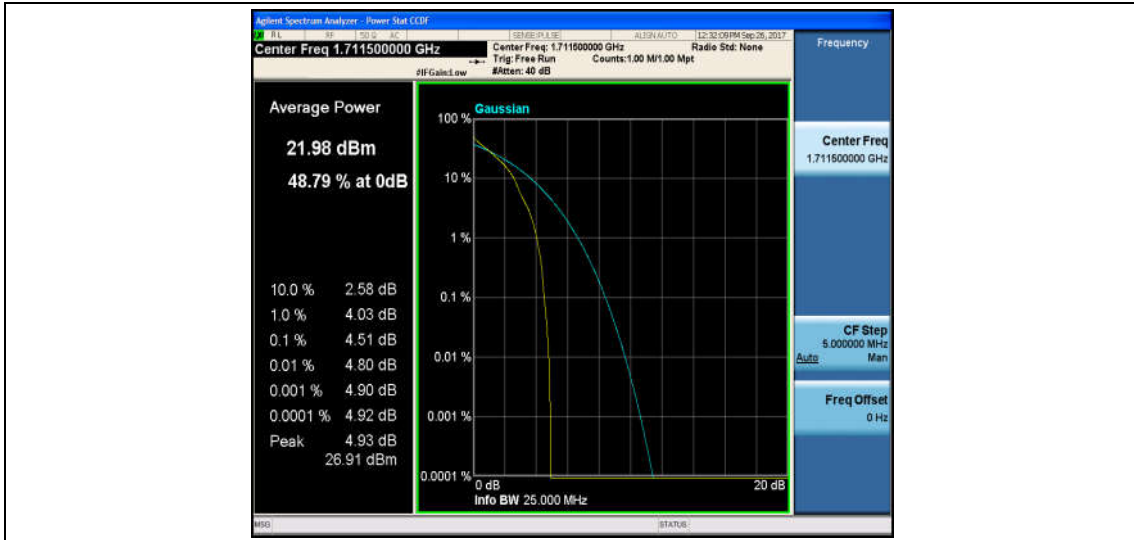 Agilent Spectrum Analyzer - Power Stat CCDF
RL RF 50 Ω AC SENSE:PULSE ALIGN AUTO 12:32:09 PM Sep 26, 2017
Center Freq 1.711500000 GHz
Center Freq: 1.711500000 GHz Radio Std: None
Trig: Free Run Counts:1.00 M/1.00 Mpt
#IFGain:Low #Atten: 40 dB
Frequency
Average Power
21.98 dBm
48.79 % at 0dB
10.0 % 2.58 dB
1.0 % 4.03 dB
0.1 % 4.51 dB
0.01 % 4.80 dB
0.001 % 4.90 dB
0.0001 % 4.92 dB
Peak 4.93 dB
26.91 dBm
Gaussian
100 %
10 %
1 %
0.1 %
0.01 %
0.001 %
0.0001 %
0 dB 20 dB
Info BW 25.000 MHz
Center Freq
1.711500000 GHz
CF Step
5.000000 MHz
Auto Man
Freq Offset
0 Hz
MSG STATUS